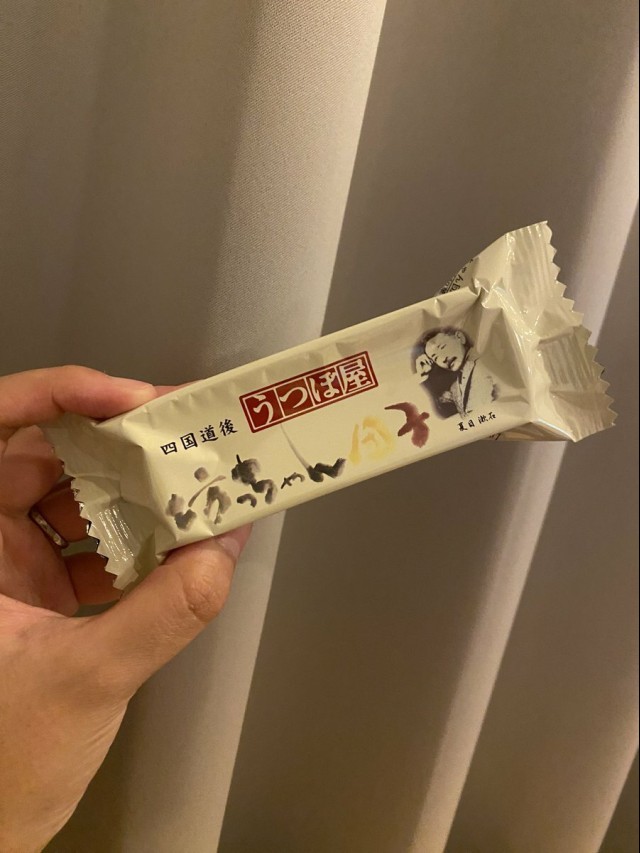 四国道後
うつぼ屋
坊っちゃん団子
夏目漱石